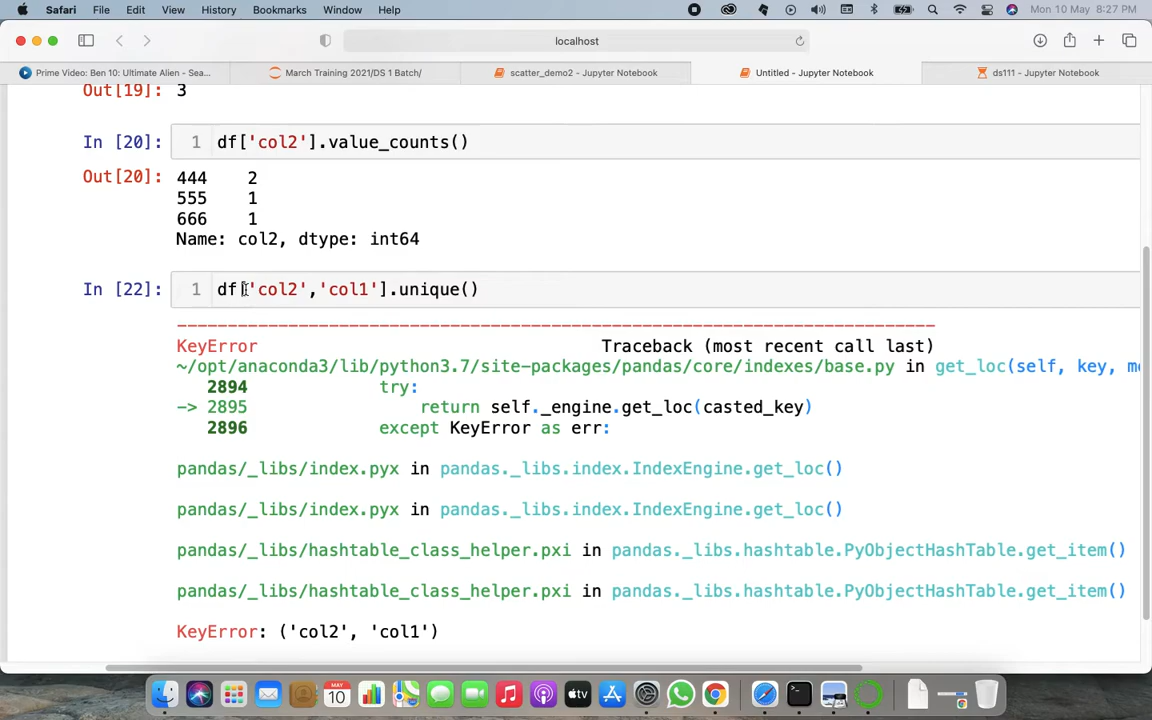 Safari File Edit View History Bookmarks Window Help Mon 10 May 8:27 PM
localhost
Prime Video: Ben 10: Ultimate Alien - Sea... March Training 2021/DS 1 Batch/ scatter_demo2 - Jupyter Notebook Untitled - Jupyter Notebook ds111 - Jupyter Notebook
Out[19]: 3
In [20]: 1 df['col2'].value_counts()
Out[20]: 444 2
555 1
666 1
Name: col2, dtype: int64
In [22]: 1 df['col2','col1'].unique()
KeyError Traceback (most recent call last)
~/opt/anaconda3/lib/python3.7/site-packages/pandas/core/indexes/base.py in get_loc(self, key, me
2894 try:
-> 2895 return self._engine.get_loc(casted_key)
2896 except KeyError as err:
pandas/_libs/index.pyx in pandas._libs.index.IndexEngine.get_loc()
pandas/_libs/index.pyx in pandas._libs.index.IndexEngine.get_loc()
pandas/_libs/hashtable_class_helper.pxi in pandas._libs.hashtable.PyObjectHashTable.get_item()
pandas/_libs/hashtable_class_helper.pxi in pandas._libs.hashtable.PyObjectHashTable.get_item()
KeyError: ('col2', 'col1')
MAY
10
tv